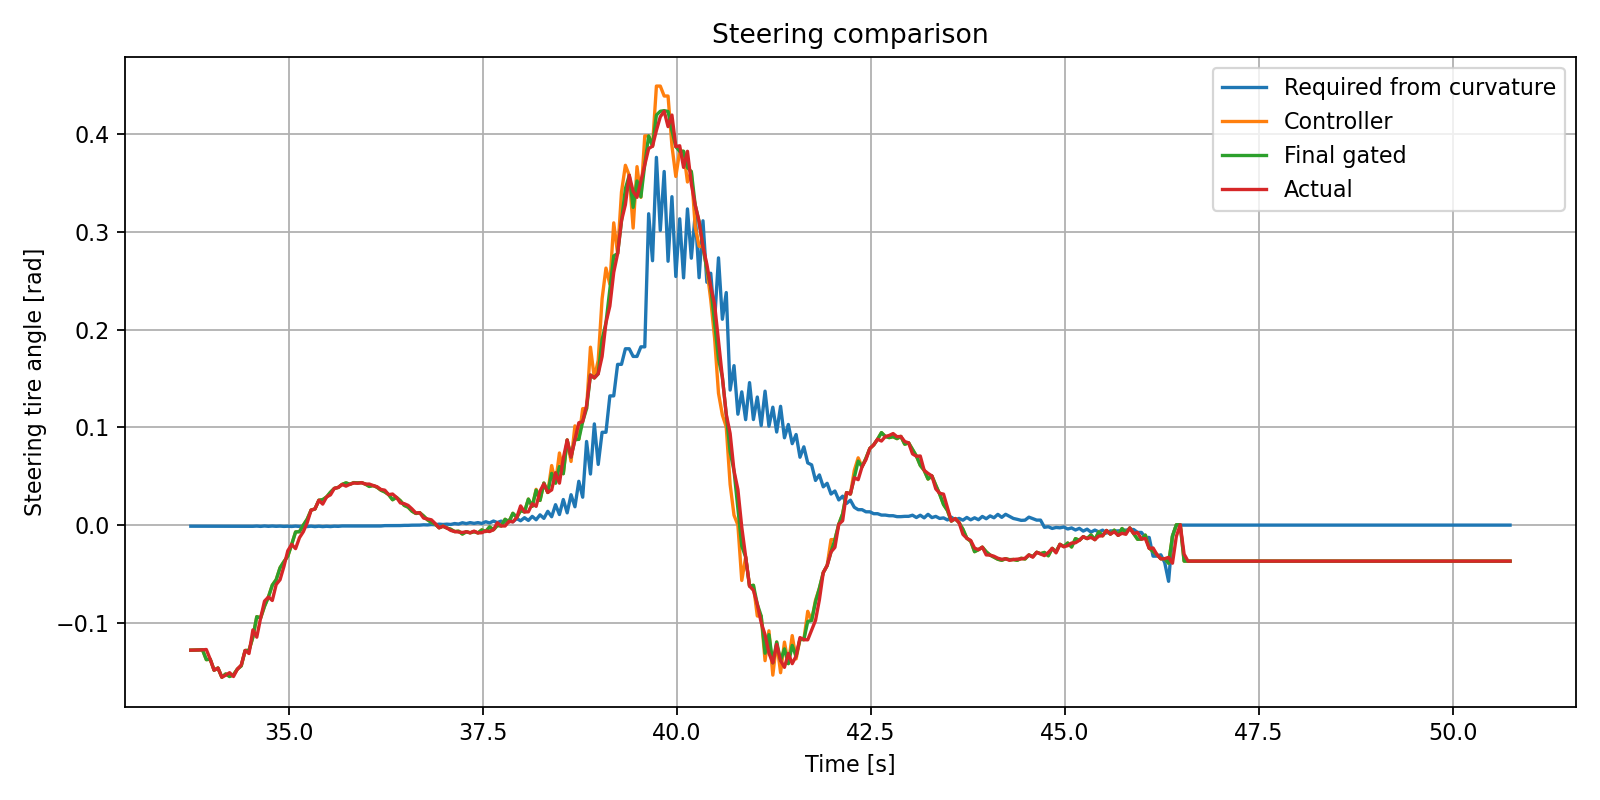 Steering comparison
Required from curvature
Controller
Final gated
Actual
Steering tire angle [rad]
0.4
0.3
0.2
0.1
0.0
−0.1
35.0 37.5 40.0 42.5 45.0 47.5 50.0
Time [s]